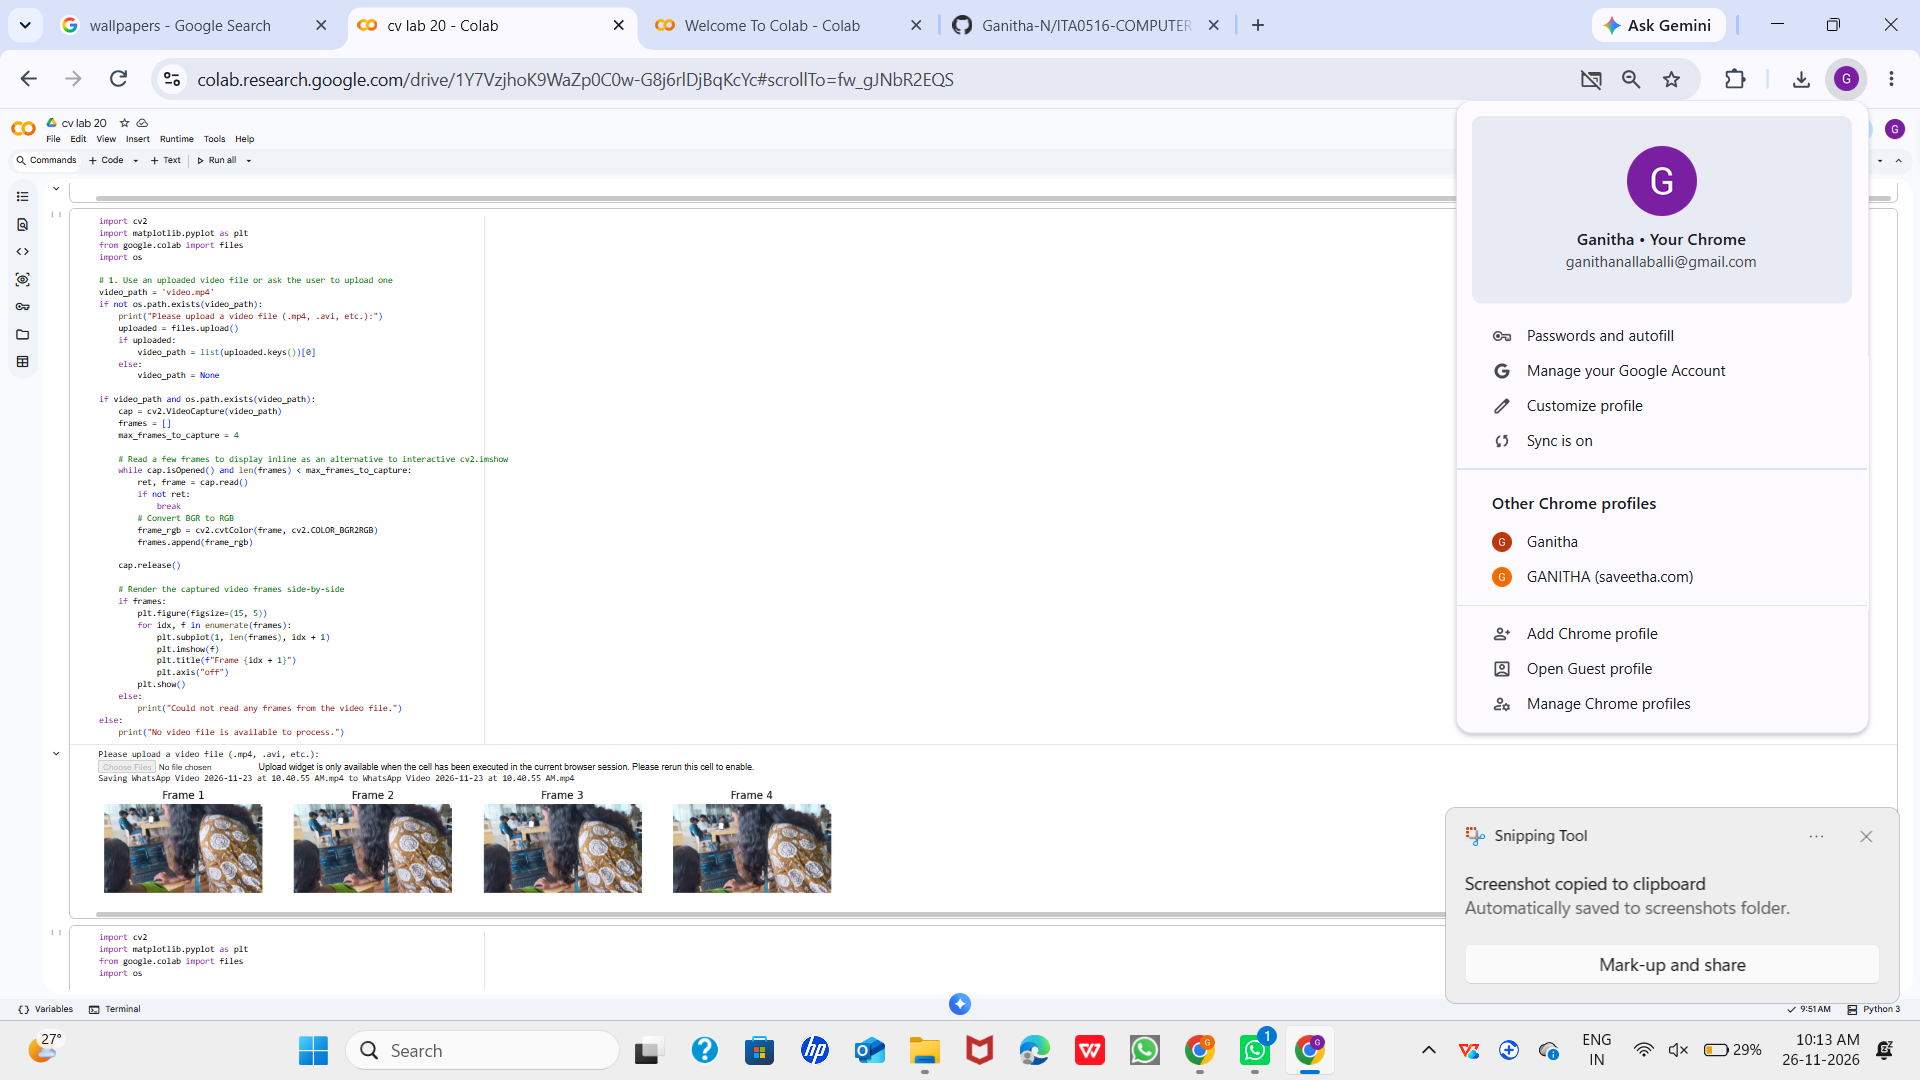 wallpapers - Google Search
cv lab 20 - Colab
Welcome To Colab - Colab
Ganitha-N/ITA0516-COMPUTER
Ask Gemini
colab.research.google.com/drive/1Y7VzjhoK9WaZp0C0w-G8j6rlDjBqKcYc#scrollTo=fw_gJNbR2EQS
G
cv lab 20
G
File Edit View Insert Runtime Tools Help
Commands + Code + Text Run all
import cv2
import matplotlib.pyplot as plt
from google.colab import files
import os
# 1. Use an uploaded video file or ask the user to upload one
video_path = 'video.mp4'
if not os.path.exists(video_path):
print("Please upload a video file (.mp4, .avi, etc.):")
uploaded = files.upload()
if uploaded:
video_path = list(uploaded.keys())[0]
else:
video_path = None
if video_path and os.path.exists(video_path):
cap = cv2.VideoCapture(video_path)
frames = []
max_frames_to_capture = 4
# Read a few frames to display inline as an alternative to interactive cv2.imshow
while cap.isOpened() and len(frames) < max_frames_to_capture:
ret, frame = cap.read()
if not ret:
break
# Convert BGR to RGB
frame_rgb = cv2.cvtColor(frame, cv2.COLOR_BGR2RGB)
frames.append(frame_rgb)
cap.release()
# Render the captured video frames side-by-side
if frames:
plt.figure(figsize=(15, 5))
for idx, f in enumerate(frames):
plt.subplot(1, len(frames), idx + 1)
plt.imshow(f)
plt.title(f"Frame {idx + 1}")
plt.axis("off")
plt.show()
else:
print("Could not read any frames from the video file.")
else:
print("No video file is available to process.")
Please upload a video file (.mp4, .avi, etc.):
Choose Files No file chosen Upload widget is only available when the cell has been executed in the current browser session. Please rerun this cell to enable.
Saving WhatsApp Video 2026-11-23 at 10.40.55 AM.mp4 to WhatsApp Video 2026-11-23 at 10.40.55 AM.mp4
Frame 1 Frame 2 Frame 3 Frame 4
import cv2
import matplotlib.pyplot as plt
from google.colab import files
import os
G
Ganitha • Your Chrome
ganithanallaballi@gmail.com
Passwords and autofill
Manage your Google Account
Customize profile
Sync is on
Other Chrome profiles
G Ganitha
G GANITHA (saveetha.com)
Add Chrome profile
Open Guest profile
Manage Chrome profiles
Snipping Tool
Screenshot copied to clipboard
Automatically saved to screenshots folder.
Mark-up and share
Variables Terminal
9:51 AM Python 3
27°
Search
1
ENG
IN
29%
10:13 AM
26-11-2026